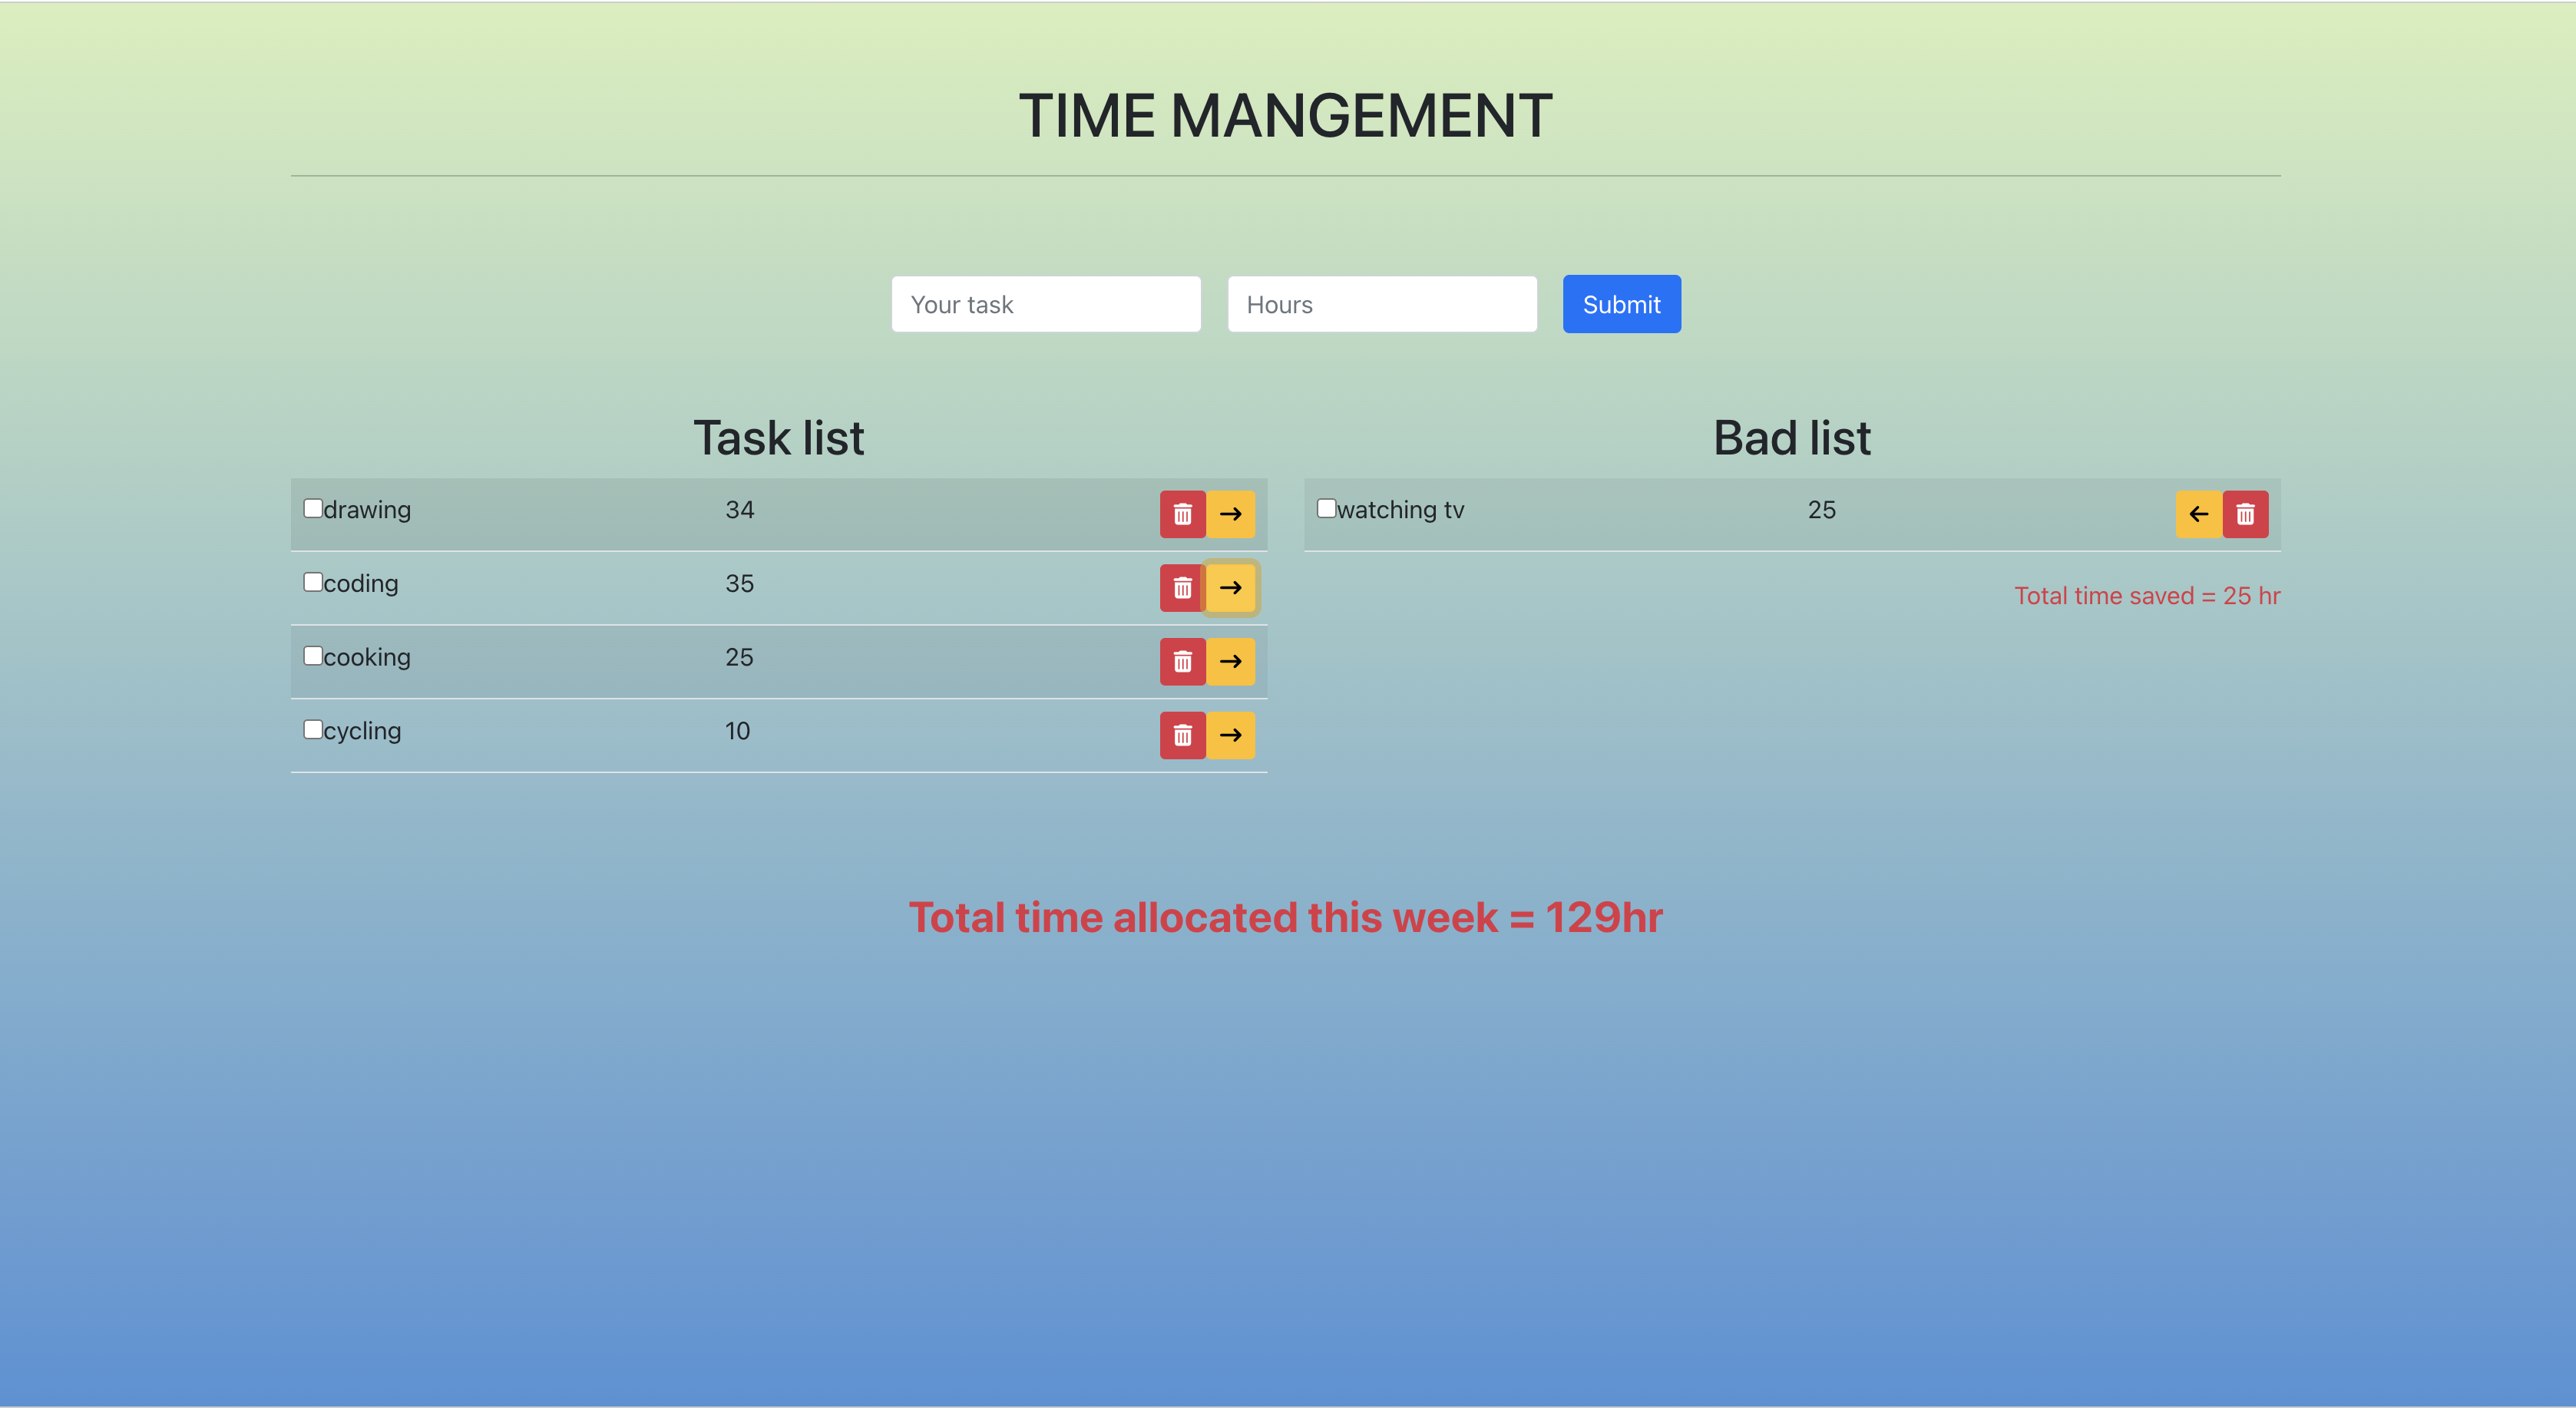 TIME MANGEMENT
Your task Hours Submit
Task list
drawing 34
coding 35
cooking 25
cycling 10
Bad list
watching tv 25
Total time saved = 25 hr
Total time allocated this week = 129hr